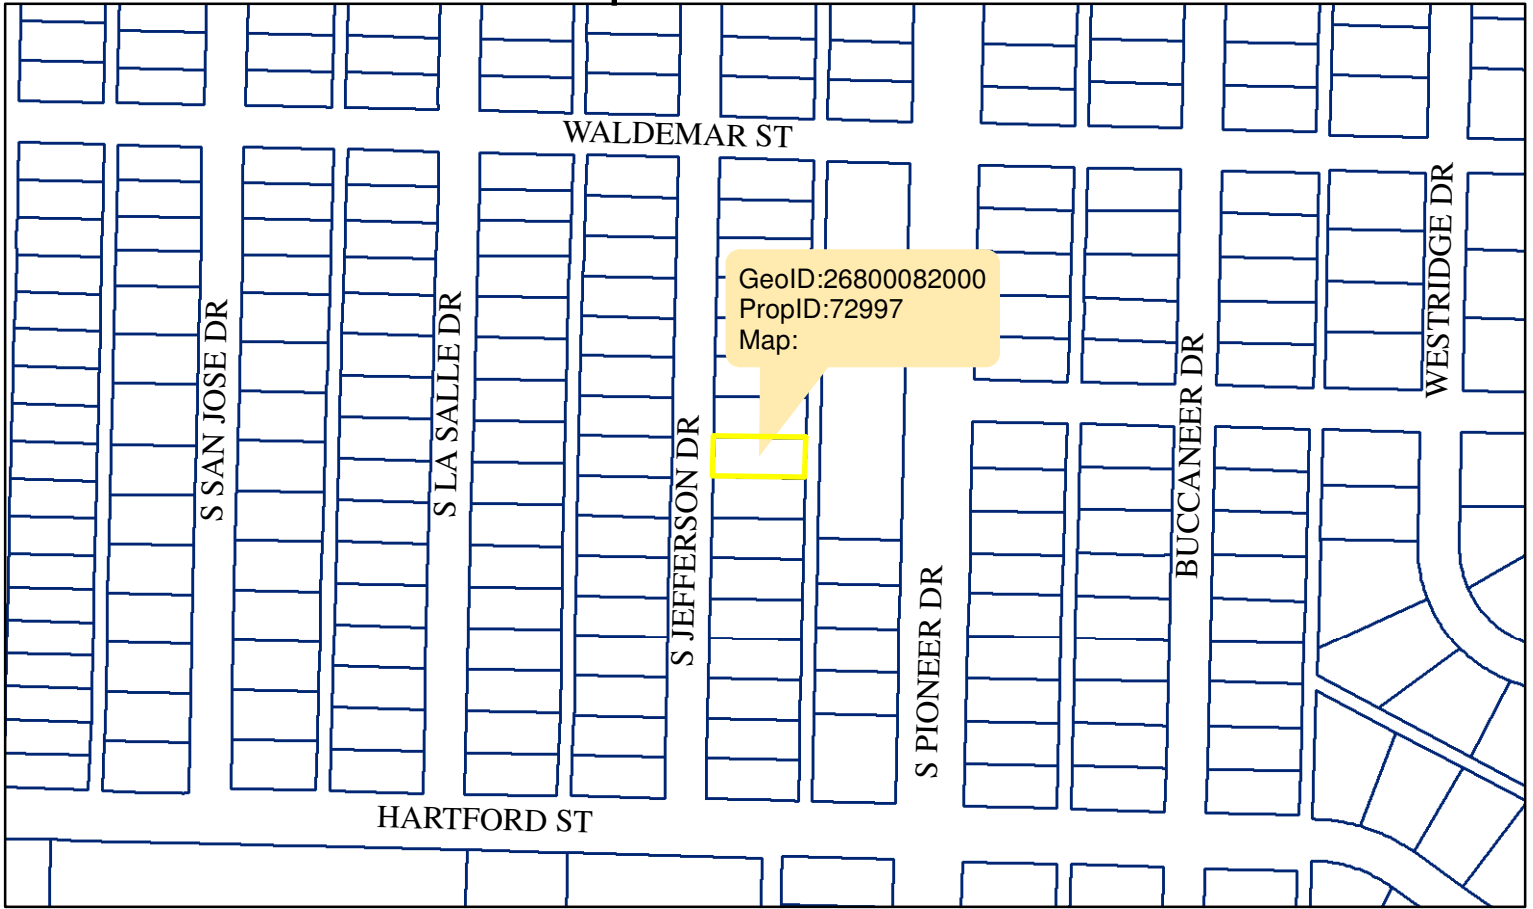 WALDEMAR ST
WESTRIDGE DR
GeoID:26800082000
PropID:72997
Map:
S SAN JOSE DR
S LA SALLE DR
S JEFFERSON DR
BUCCANEER DR
S PIONEER DR
HARTFORD ST